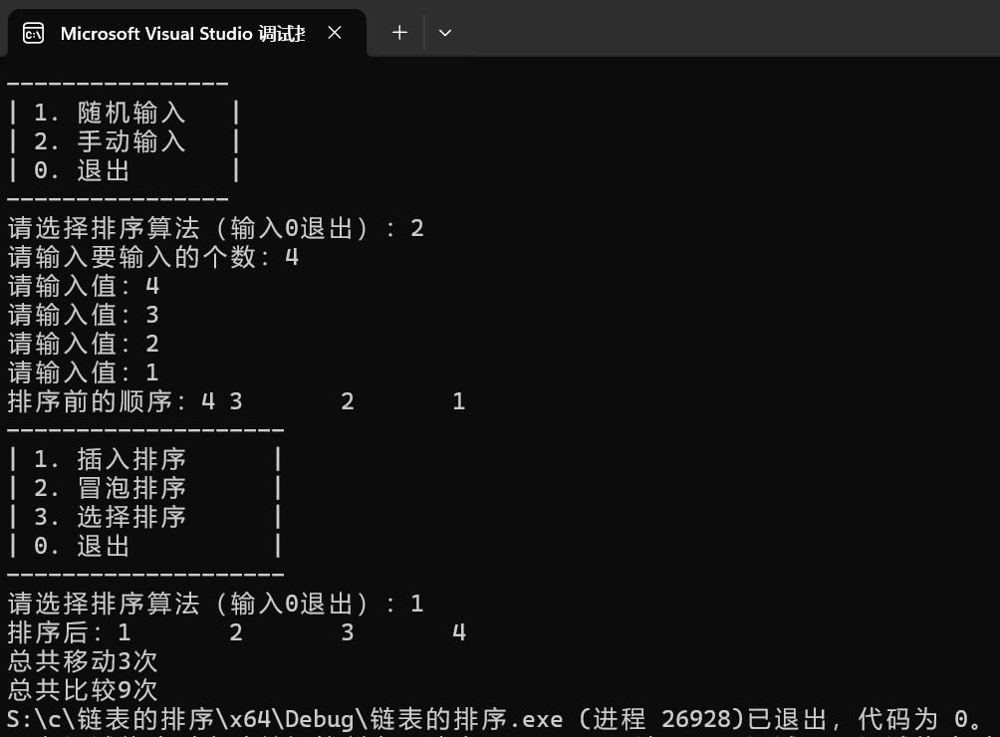 Microsoft Visual Studio 调试
----------------
| 1. 随机输入 |
| 2. 手动输入 |
| 0. 退出 |
----------------
请选择排序算法（输入0退出）：2
请输入要输入的个数：4
请输入值：4
请输入值：3
请输入值：2
请输入值：1
排序前的顺序：4 3 2 1
--------------------
| 1. 插入排序 |
| 2. 冒泡排序 |
| 3. 选择排序 |
| 0. 退出 |
--------------------
请选择排序算法（输入0退出）：1
排序后：1 2 3 4
总共移动3次
总共比较9次
S:\c\链表的排序\x64\Debug\链表的排序.exe (进程 26928)已退出，代码为 0。